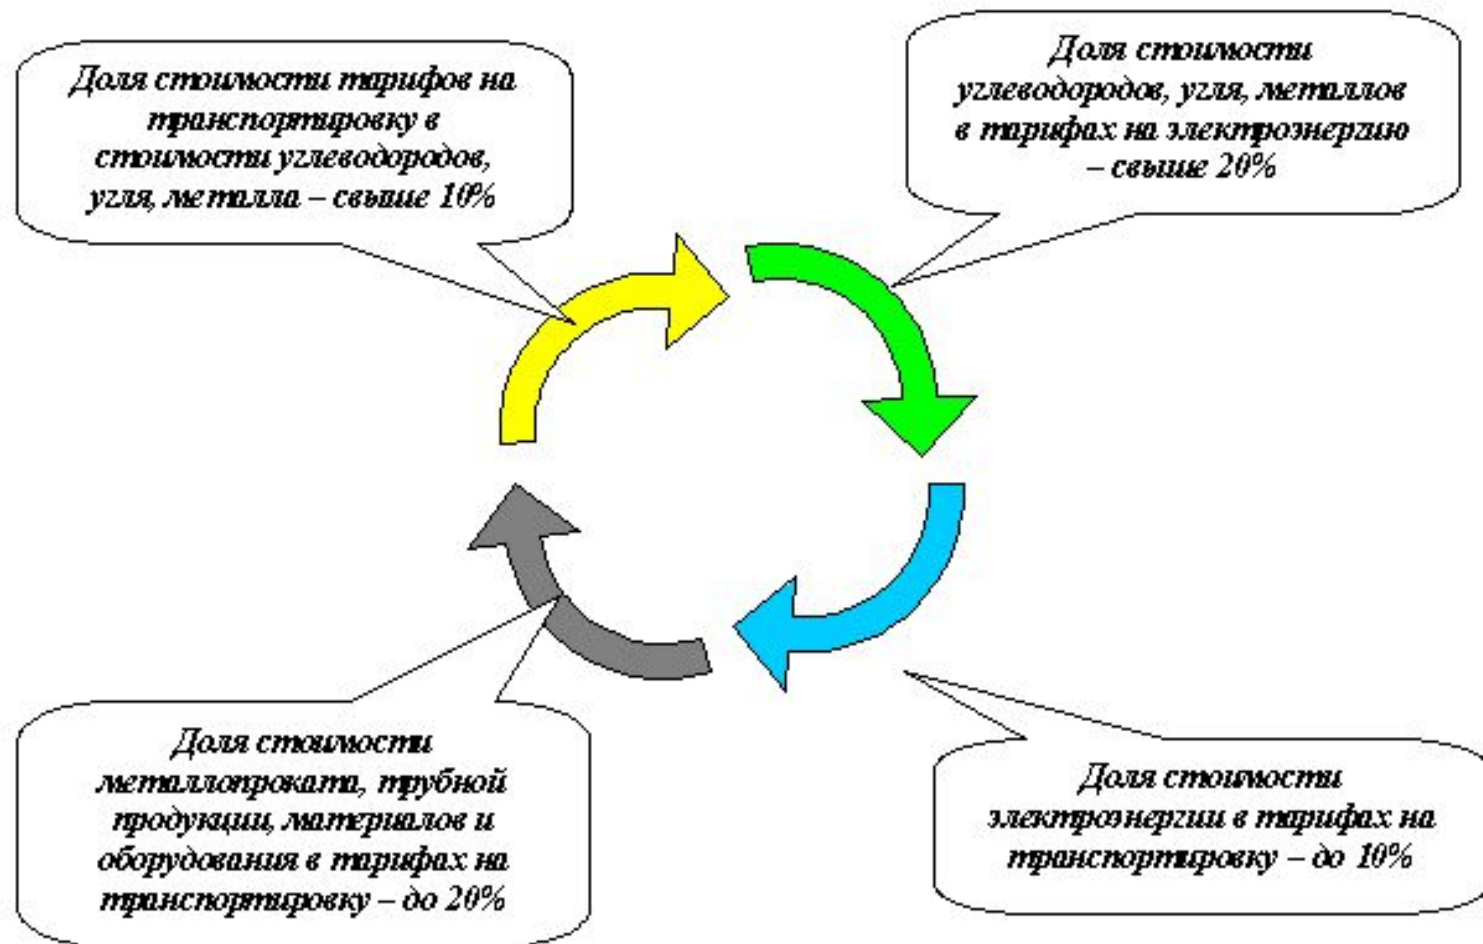 Доля стоимости тарифов на
транспортировку в
стоимости углеводородов,
угля, металла – свыше 10%
Доля стоимости
углеводородов, угля, металлов
в тарифах на электроэнергию
– свыше 20%
Доля стоимости
металлопроката, трубной
продукции, материалов и
оборудования в тарифах на
транспортировку – до 20%
Доля стоимости
электроэнергии в тарифах на
транспортировку – до 10%